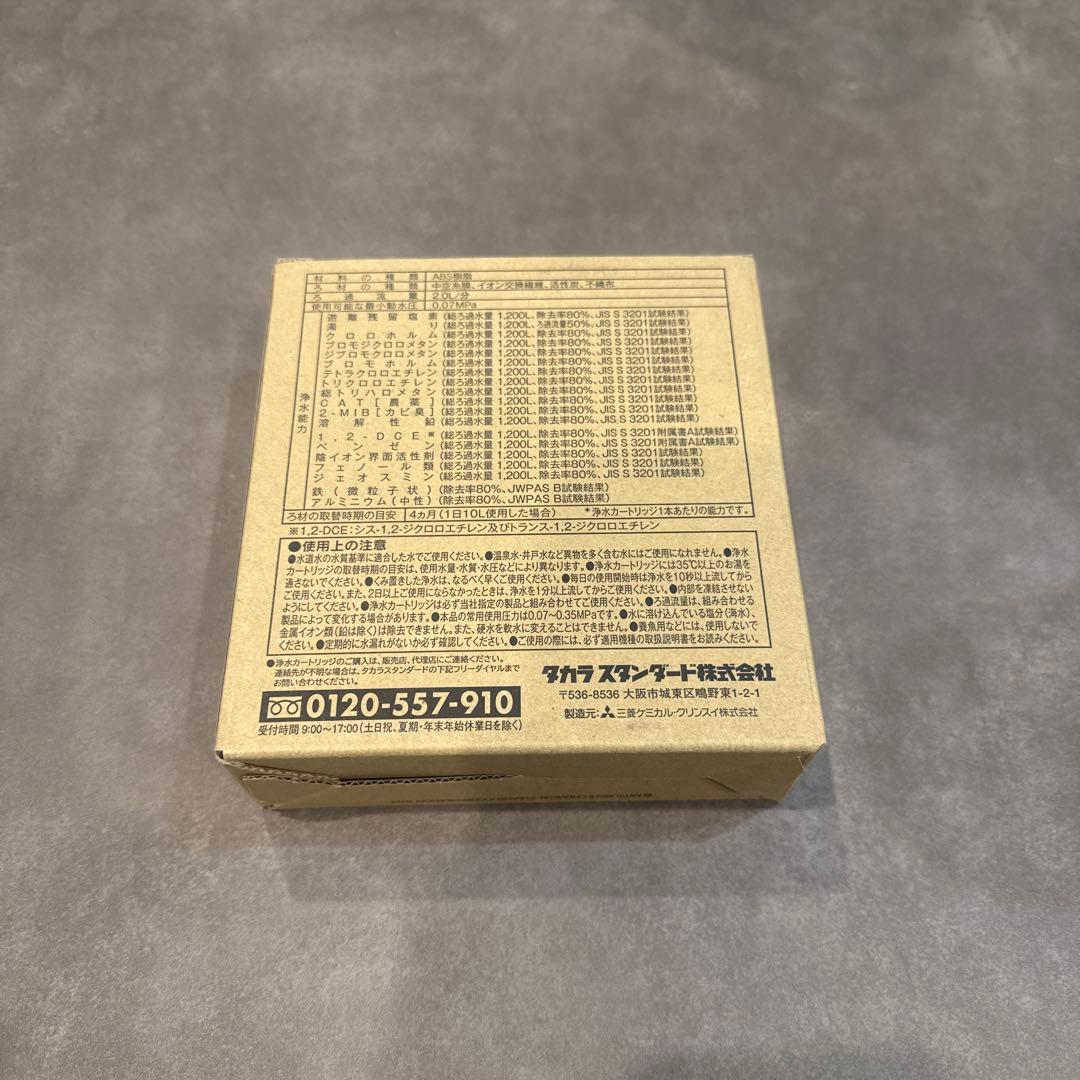 材料の種類 ABS樹脂
ろ材の種類 中空糸膜、イオン交換繊維、活性炭、不織布
ろ過流量 2.0L/分
使用可能な最小動水圧 0.07MPa
浄水能力
遊離残留塩素 (総ろ過水量 1,200L、除去率80%、JIS S 3201試験結果)
濁り (総ろ過水量 1,200L、ろ過流量50%、JIS S 3201試験結果)
クロロホルム (総ろ過水量 1,200L、除去率80%、JIS S 3201試験結果)
ブロモジクロロメタン (総ろ過水量 1,200L、除去率80%、JIS S 3201試験結果)
ジブロモクロロメタン (総ろ過水量 1,200L、除去率80%、JIS S 3201試験結果)
ブロモホルム (総ろ過水量 1,200L、除去率80%、JIS S 3201試験結果)
テトラクロロエチレン (総ろ過水量 1,200L、除去率80%、JIS S 3201試験結果)
トリクロロエチレン (総ろ過水量 1,200L、除去率80%、JIS S 3201試験結果)
総トリハロメタン (総ろ過水量 1,200L、除去率80%、JIS S 3201試験結果)
CAT[農薬] (総ろ過水量 1,200L、除去率80%、JIS S 3201試験結果)
2-MIB[カビ臭] (総ろ過水量 1,200L、除去率80%、JIS S 3201試験結果)
溶解性鉛 (総ろ過水量 1,200L、除去率80%、JIS S 3201試験結果)
1,2-DCE※ (総ろ過水量 1,200L、除去率80%、JIS S 3201附属書A試験結果)
ベンゼン (総ろ過水量 1,200L、除去率80%、JIS S 3201附属書A試験結果)
陰イオン界面活性剤 (総ろ過水量 1,200L、除去率80%、JIS S 3201試験結果)
フェノール類 (総ろ過水量 1,200L、除去率80%、JIS S 3201試験結果)
ジェオスミン (総ろ過水量 1,200L、除去率80%、JIS S 3201試験結果)
鉄(微粒子状) (除去率80%、JWPAS B試験結果)
アルミニウム(中性) (除去率80%、JWPAS B試験結果)
ろ材の取替時期の目安 4ヵ月(1日10L使用した場合) *浄水カートリッジ1本あたりの能力です。
※1,2-DCE：シス-1,2-ジクロロエチレン及びトランス-1,2-ジクロロエチレン
●使用上の注意
●水道水の水質基準に適合した水でご使用ください。●温泉水・井戸水など異物を多く含む水にはご使用になれません。●浄水
カートリッジの取替時期の目安は、使用水量・水質・水圧などにより異なります。●浄水カートリッジには35℃以上のお湯を
通さないでください。●くみ置きした浄水は、なるべく早くご使用ください。●毎日の使用開始時は浄水を10秒以上流してから
ご使用ください。また、2日以上ご使用にならなかったときは、浄水を1分以上流してからご使用ください。●内部を凍結させない
ようにしてください。●浄水カートリッジは必ず当社指定の製品と組み合わせてご使用ください。●ろ過流量は、組み合わせる
製品によって変化する場合があります。●本品の常用使用圧力は0.07～0.35MPaです。●水に溶け込んでいる塩分(海水)、
金属イオン類(鉛は除く)は除去できません。また、硬水を軟水に変えることはできません。●養魚用などには、使用しないで
ください。●定期的に水漏れがないか必ず確認してください。●ご使用の際には、必ず適用機種の取扱説明書をお読みください。
●浄水カートリッジのご購入は、販売店、代理店にご連絡ください。
連絡先が不明な場合は、タカラスタンダードの下記フリーダイヤルまで
お問い合わせください。
0120-557-910
受付時間 9:00～17:00(土日祝、夏期・年末年始休業日を除く)
タカラスタンダード株式会社
〒536-8536 大阪市城東区鴫野東1-2-1
製造元：三菱ケミカル・クリンスイ株式会社